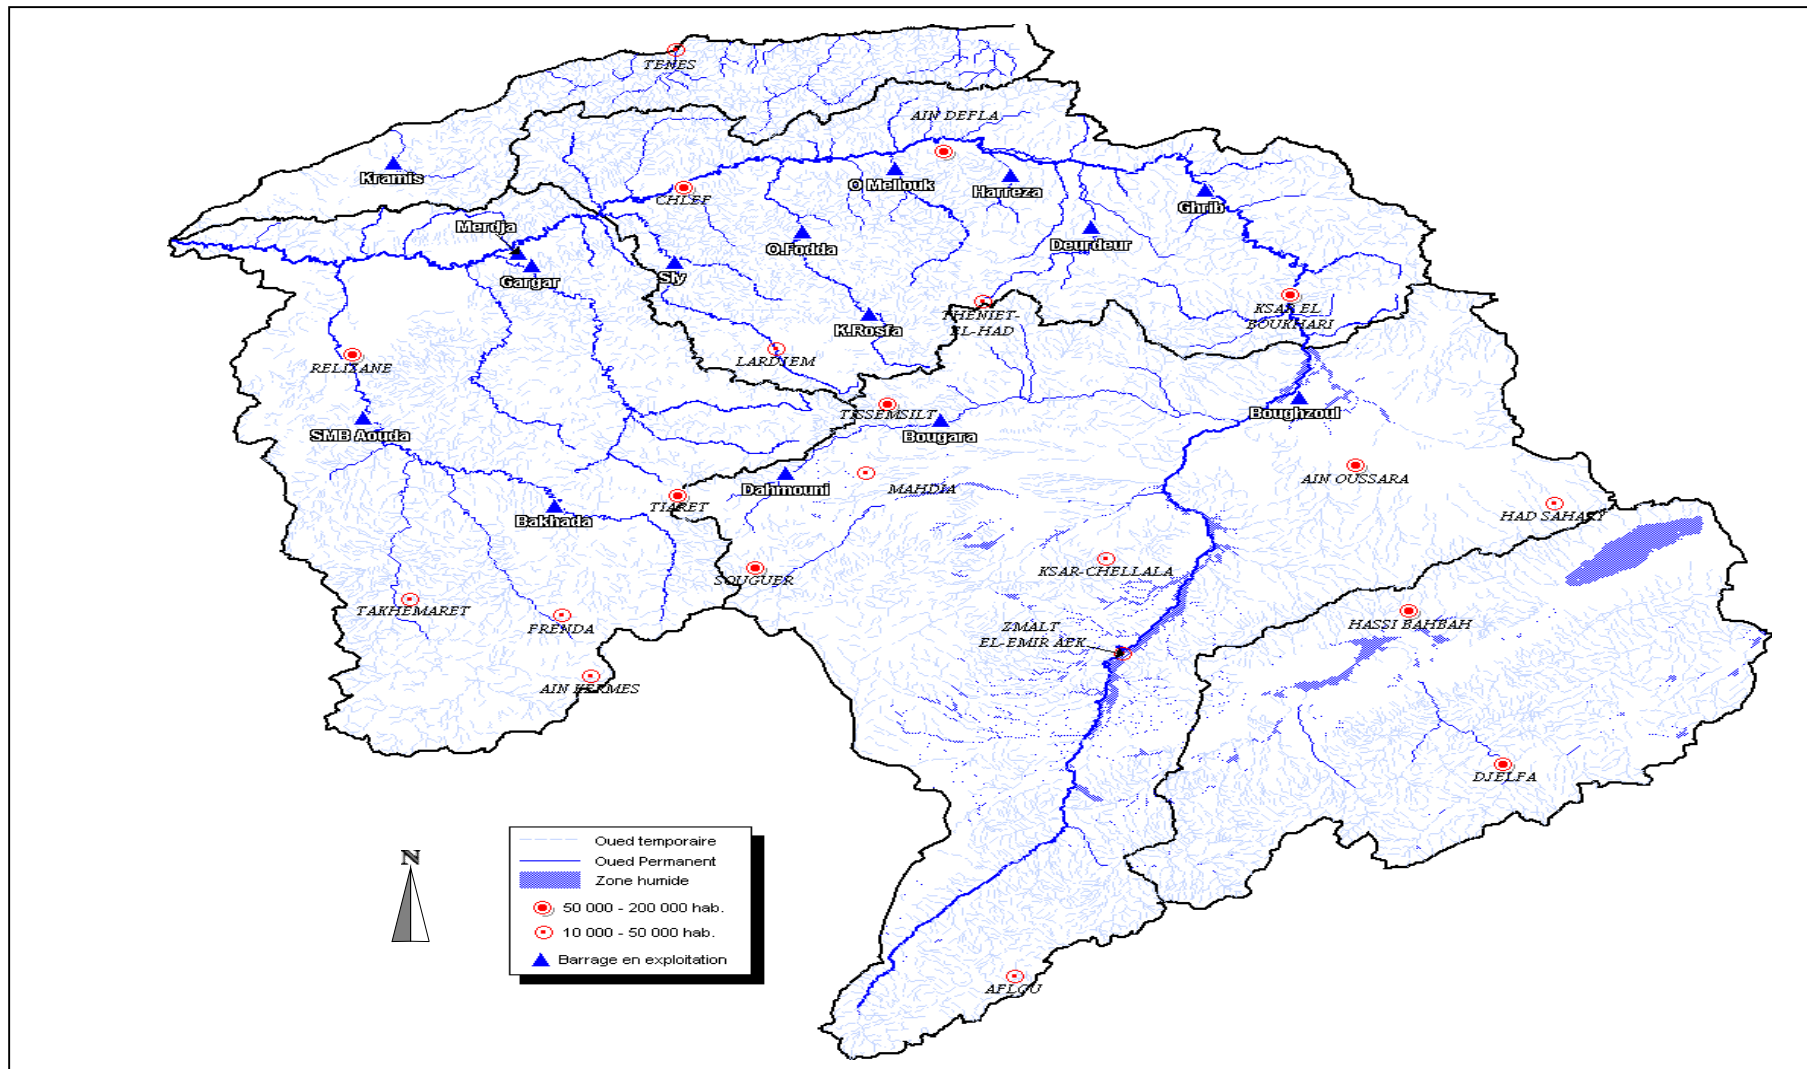 TENES
AIN DEFLA
Kramis
O Mellouk
Harreza
CHLEF
Ghrib
Merdja
O.Fodda
Deurdeur
Gargar
Sly
KSAR EL
BOUKHARI
THENIET-
EL-HAD
K.Rosfa
LARDJEM
RELIZANE
TISSEMSILT
Boughzoul
SMB Aouda
Bougara
AIN OUSSARA
Dahmouni
MAHDIA
TIARET
HAD SAHARY
Bakhada
SOUGUER
KSAR-CHELLALA
TAKHEMARET
FRENDA
ZMALT
EL-EMIR AEK
HASSI BAHBAH
AIN KERMES
DJELFA
N
Oued temporaire
Oued Permanent
Zone humide
50 000 - 200 000 hab.
10 000 - 50 000 hab.
Barrage en exploitation
AFLOU